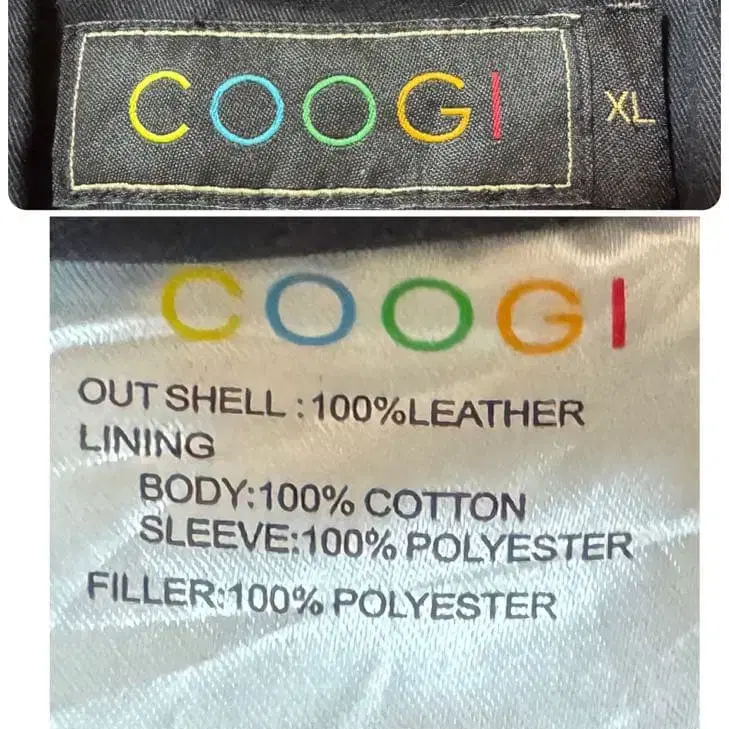 COOGI
XL
COOGI
OUT SHELL : 100%LEATHER
LINING
BODY:100% COTTON
SLEEVE:100% POLYESTER
FILLER:100% POLYESTER